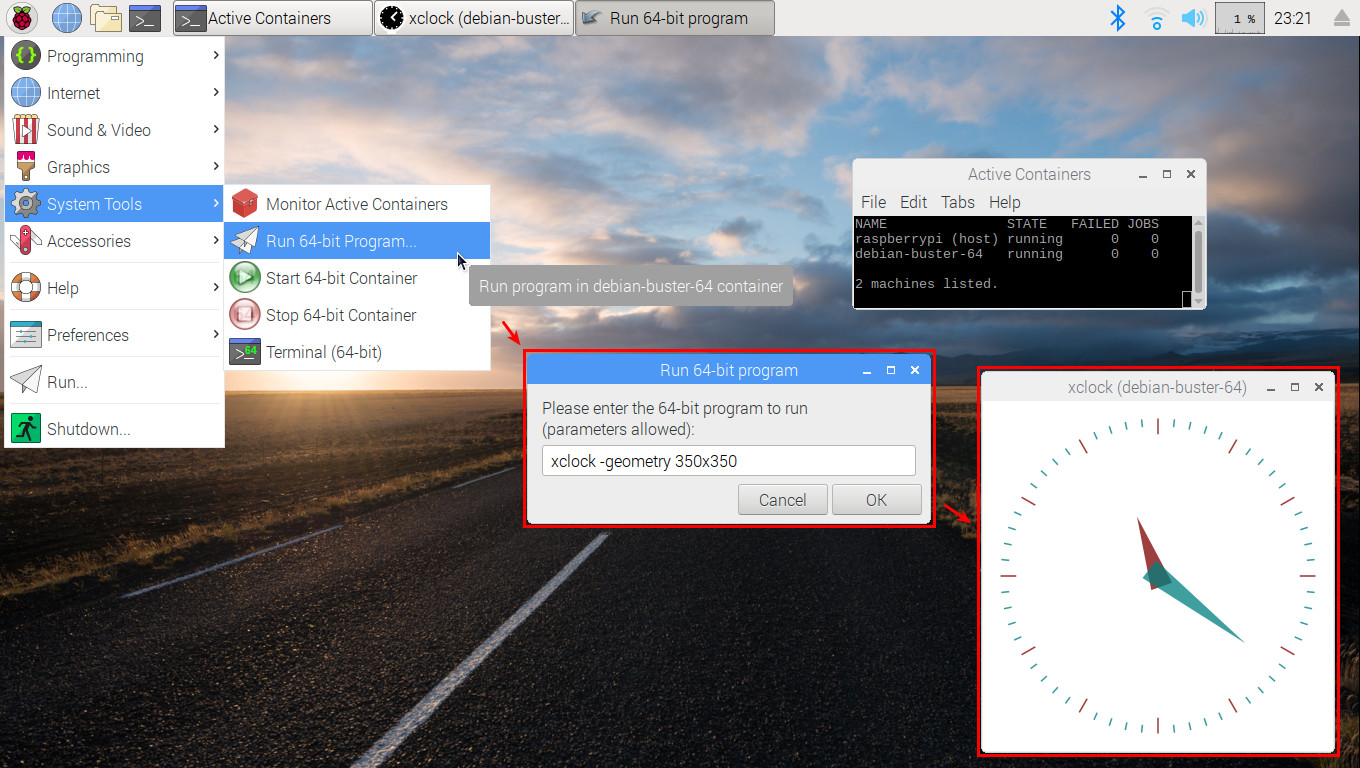 Active Containers
xclock (debian-buster...
Run 64-bit program
1 %
23:21
Programming
Internet
Sound & Video
Graphics
System Tools
Accessories
Help
Preferences
Run...
Shutdown...
Monitor Active Containers
Run 64-bit Program...
Start 64-bit Container
Stop 64-bit Container
64
Terminal (64-bit)
Run program in debian-buster-64 container
Active Containers
File Edit Tabs Help
NAME STATE FAILED JOBS
raspberrypi (host) running 0 0
debian-buster-64 running 0 0
2 machines listed.
Run 64-bit program
Please enter the 64-bit program to run
(parameters allowed):
xclock -geometry 350x350
Cancel OK
xclock (debian-buster-64)